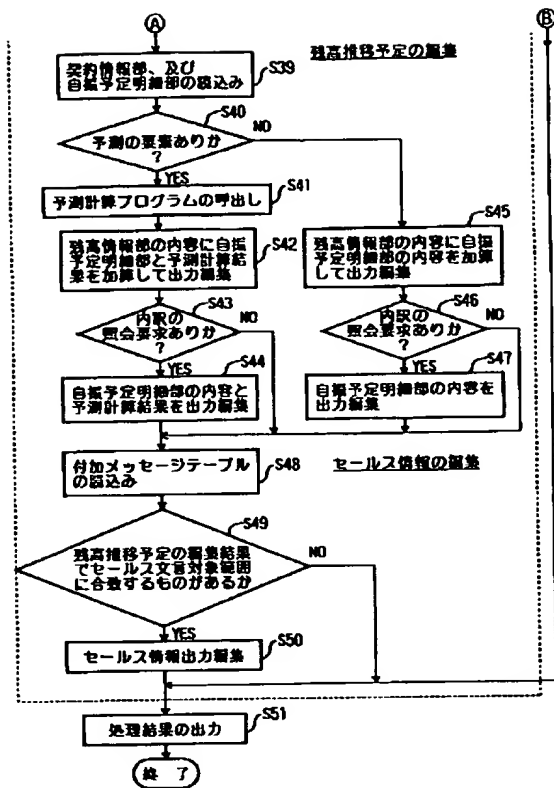 A
B
残高推移予定の編集
契約情報部、及び
自振予定明細部の読込み
S39
S40
予測の要素ありか
?
NO
YES
S41
予測計算プログラムの呼出し
S42
残高情報部の内容に自振
予定明細部と予測計算結
果を加算して出力編集
S45
残高情報部の内容に自振
予定明細部の内容を加算
して出力編集
S43
内訳の
照会要求ありか
?
NO
YES
S44
自振予定明細部の内容と
予測計算結果を出力編集
S46
内訳の
照会要求ありか
?
NO
YES
S47
自振予定明細部の内容を
出力編集
付加メッセージテーブル
の読込み
S48
セールス情報の編集
S49
残高推移予定の編集結果
でセールス文言対象範囲
に合致するものがあるか
NO
YES
S50
セールス情報出力編集
S51
処理結果の出力
終 了